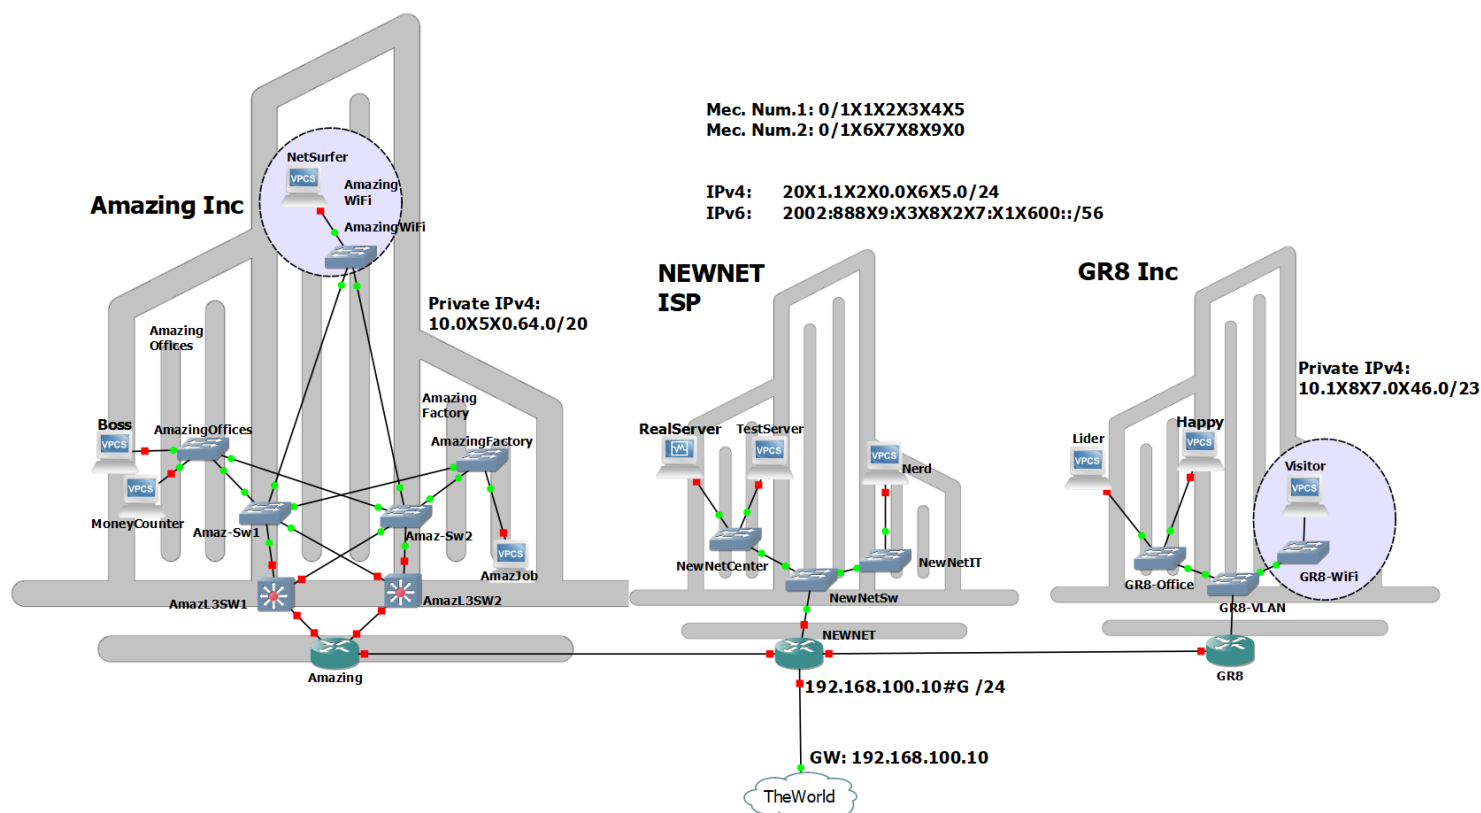 Mec. Num.1: 0/1X1X2X3X4X5
Mec. Num.2: 0/1X6X7X8X9X0
IPv4: 20X1.1X2X0.0X6X5.0/24
IPv6: 2002:888X9:X3X8X2X7:X1X600::/56
Amazing Inc
NetSurfer
VPCS
Amazing
WiFi
AmazingWiFi
Private IPv4:
10.0X5X0.64.0/20
Amazing
Offices
Boss
VPCS
AmazingOffices
VPCS
MoneyCounter
Amazing
Factory
AmazingFactory
Amaz-Sw1
Amaz-Sw2
VPCS
AmazJob
AmazL3SW1
AmazL3SW2
Amazing
NEWNET
ISP
RealServer
TestServer
VPCS
VPCS
Nerd
NewNetCenter
NewNetIT
NewNetSw
NEWNET
192.168.100.10#G /24
GW: 192.168.100.10
TheWorld
GR8 Inc
Private IPv4:
10.1X8X7.0X46.0/23
Lider
VPCS
Happy
VPCS
Visitor
VPCS
GR8-Office
GR8-WiFi
GR8-VLAN
GR8